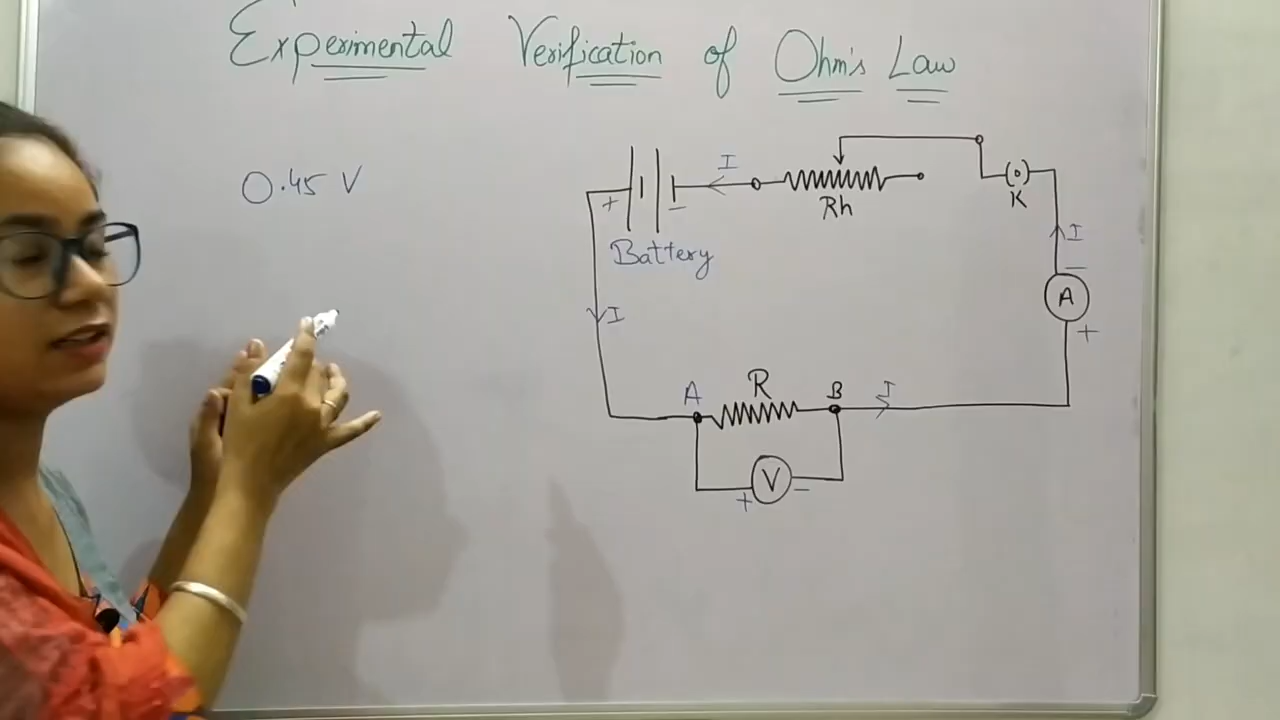 Experimental Verification of Ohm's Law
0.45 V
I
+
-
Rh
K
Battery
I
-
A
+
I
A
R
B
I
V
+
-